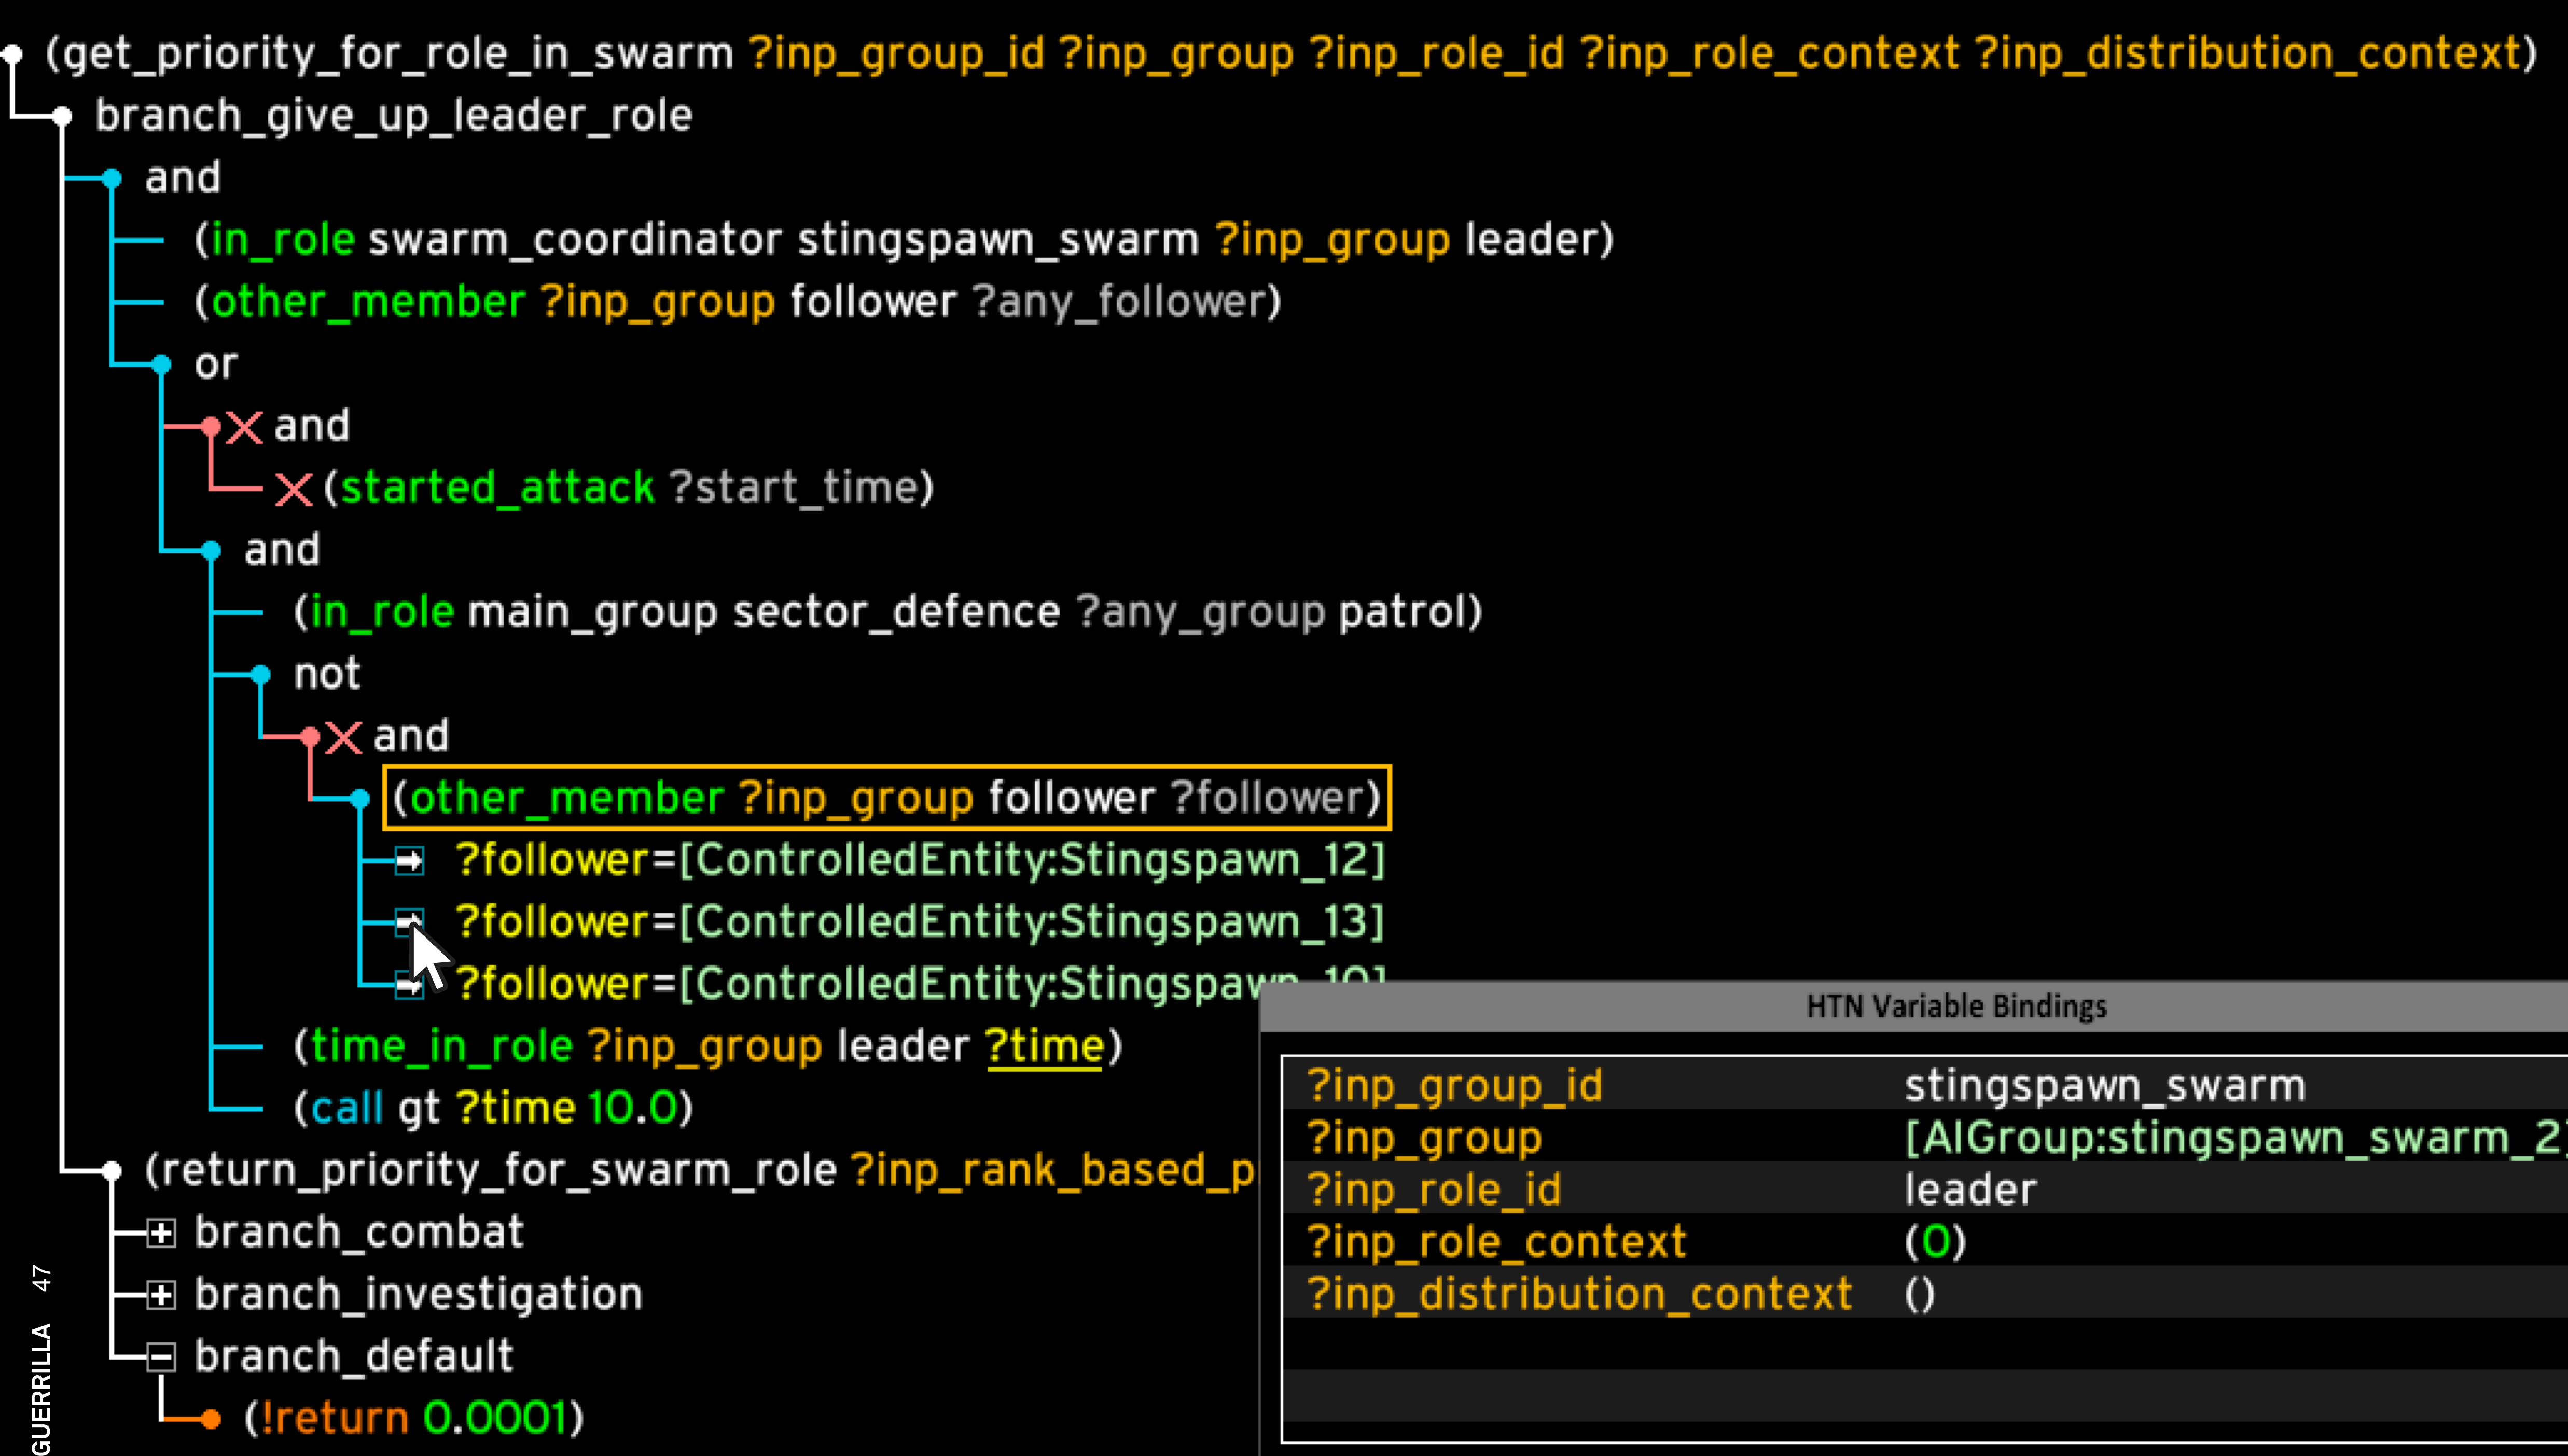 (get_priority_for_role_in_swarm ?inp_group_id ?inp_group ?inp_role_id ?inp_role_context ?inp_distribution_context)
branch_give_up_leader_role
and
(in_role swarm_coordinator stingspawn_swarm ?inp_group leader)
(other_member ?inp_group follower ?any_follower)
or
and
(started_attack ?start_time)
and
(in_role main_group sector_defence ?any_group patrol)
not
and
(other_member ?inp_group follower ?follower)
?follower=[ControlledEntity:Stingspawn_12]
?follower=[ControlledEntity:Stingspawn_13]
?follower=[ControlledEntity:Stingspawn_10]
(time_in_role ?inp_group leader ?time)
(call gt ?time 10.0)
(return_priority_for_swarm_role ?inp_rank_based_p
branch_combat
branch_investigation
branch_default
(!return 0.0001)
HTN Variable Bindings
?inp_group_id stingspawn_swarm
?inp_group [AIGroup:stingspawn_swarm_2]
?inp_role_id leader
?inp_role_context (0)
?inp_distribution_context ()
GUERRILLA 47